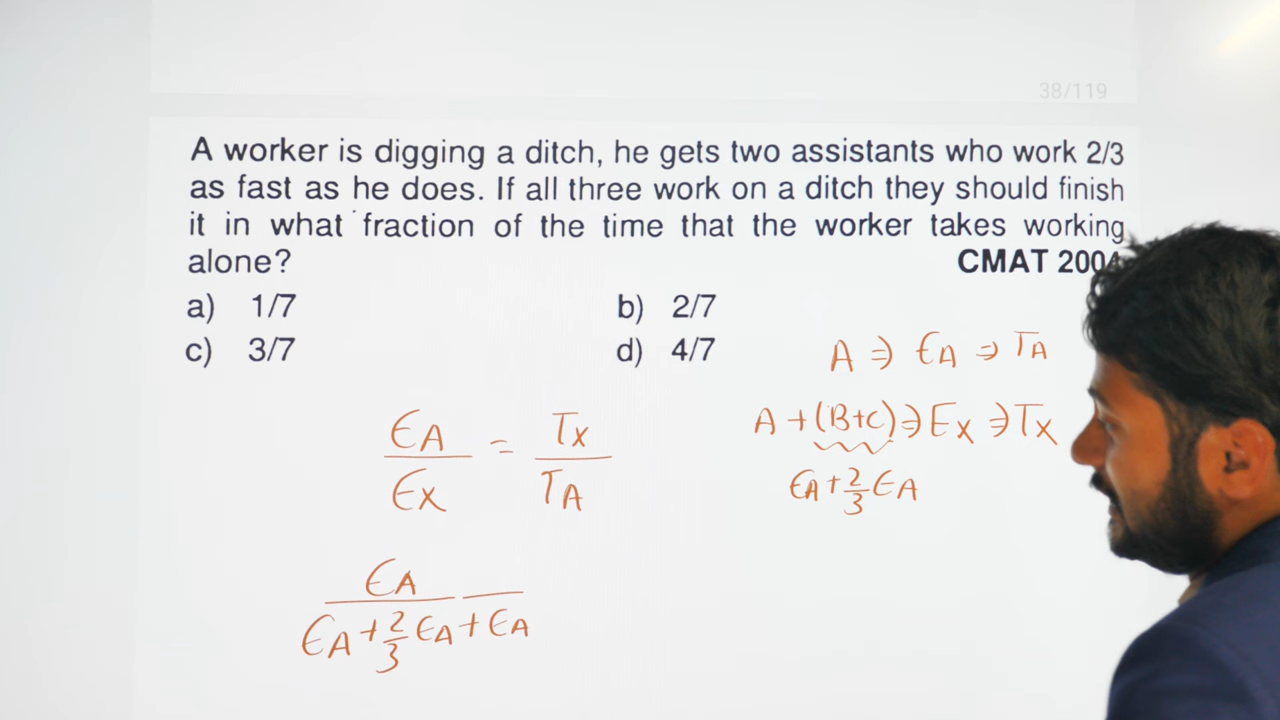 38/119
A worker is digging a ditch, he gets two assistants who work 2/3
as fast as he does. If all three work on a ditch they should finish
it in what fraction of the time that the worker takes working
alone? CMAT 2004
a) 1/7 b) 2/7
c) 3/7 d) 4/7
A ⇒ EA ⇒ TA
A + (B+C) ⇒ EX ⇒ TX
EA + 2/3 EA
EA/EX = TX/TA
EA/(EA + 2/3 EA + EA)